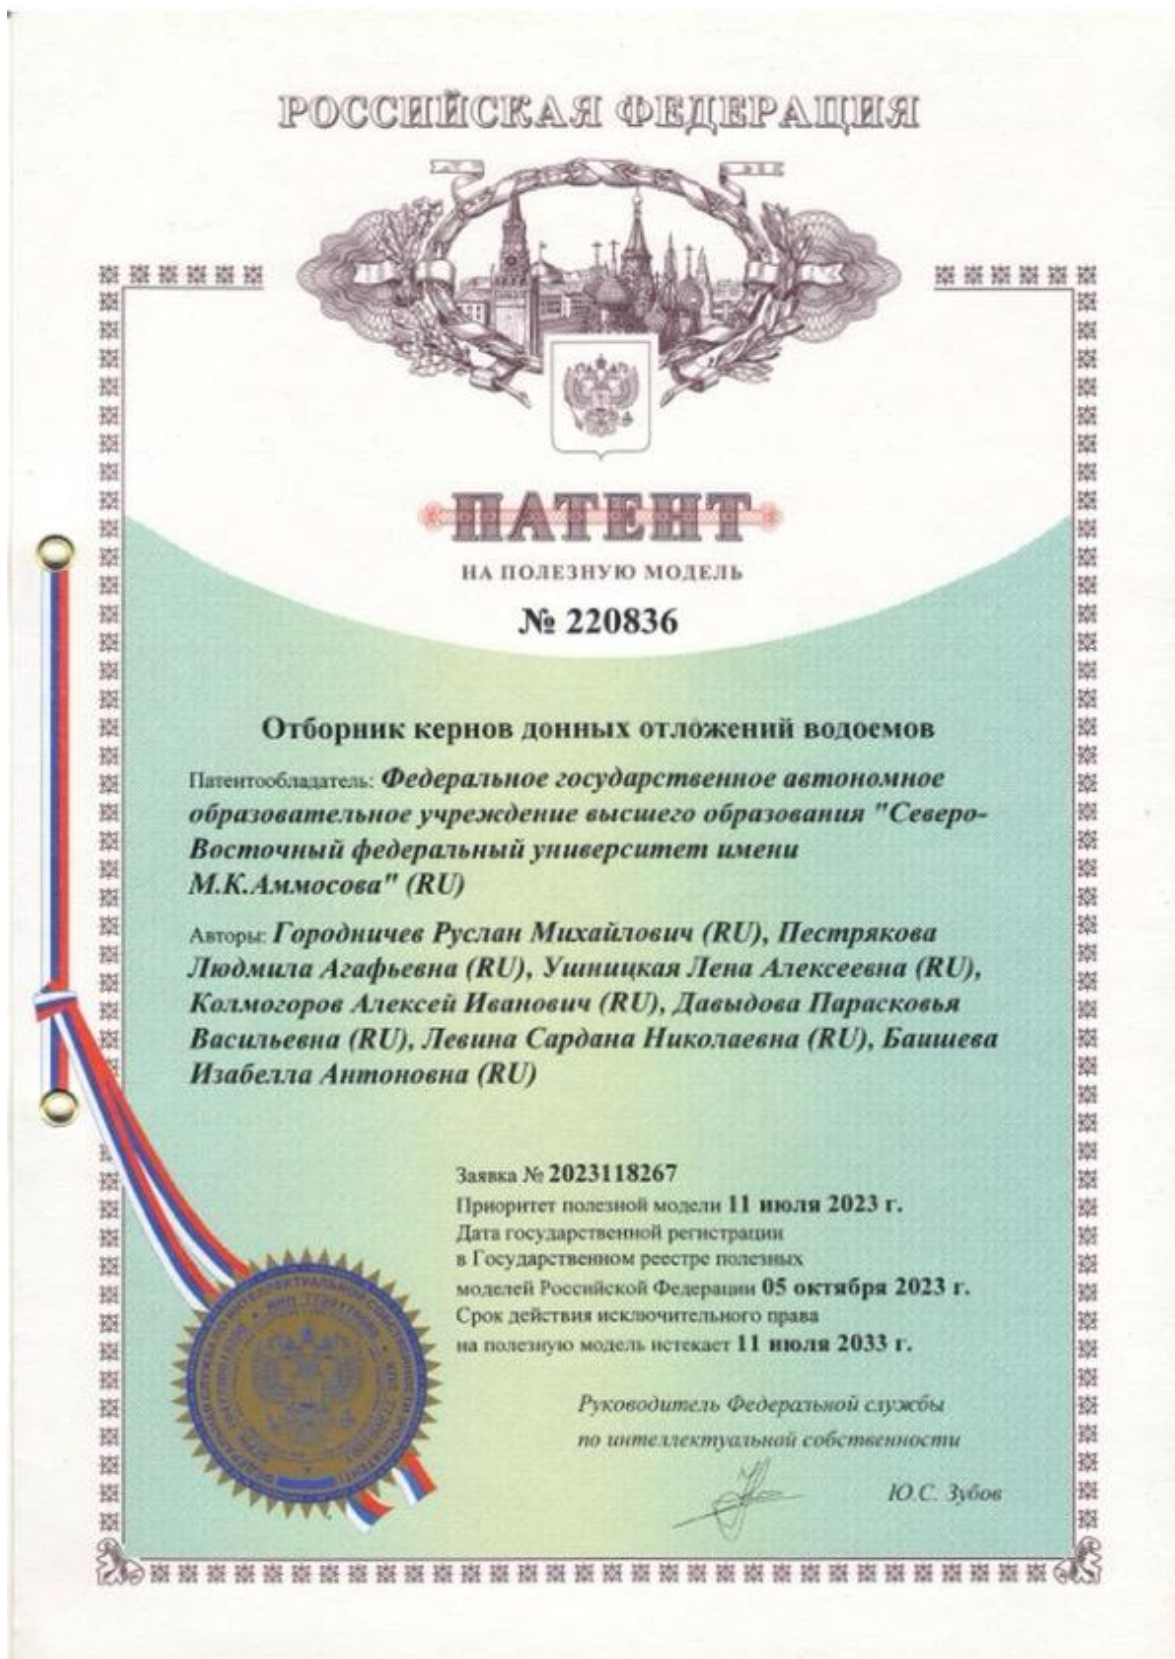 РОССИЙСКАЯ ФЕДЕРАЦИЯ
ПАТЕНТ
НА ПОЛЕЗНУЮ МОДЕЛЬ
№ 220836
Отборник кернов донных отложений водоемов
Патентообладатель: Федеральное государственное автономное
образовательное учреждение высшего образования "Северо-
Восточный федеральный университет имени
М.К.Аммосова" (RU)
Авторы: Городничев Руслан Михайлович (RU), Пестрякова
Людмила Агафьевна (RU), Ушницкая Лена Алексеевна (RU),
Колмогоров Алексей Иванович (RU), Давыдова Парасковья
Васильевна (RU), Левина Сардана Николаевна (RU), Баишева
Изабелла Антоновна (RU)
Заявка № 2023118267
Приоритет полезной модели 11 июля 2023 г.
Дата государственной регистрации
в Государственном реестре полезных
моделей Российской Федерации 05 октября 2023 г.
Срок действия исключительного права
на полезную модель истекает 11 июля 2033 г.
Руководитель Федеральной службы
по интеллектуальной собственности
Ю.С. Зубов